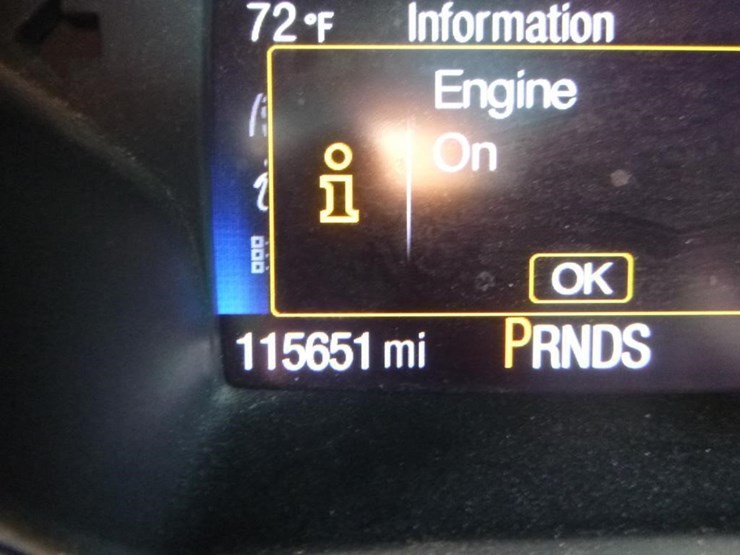 72°F Information
Engine
On
OK
115651 mi PRNDS